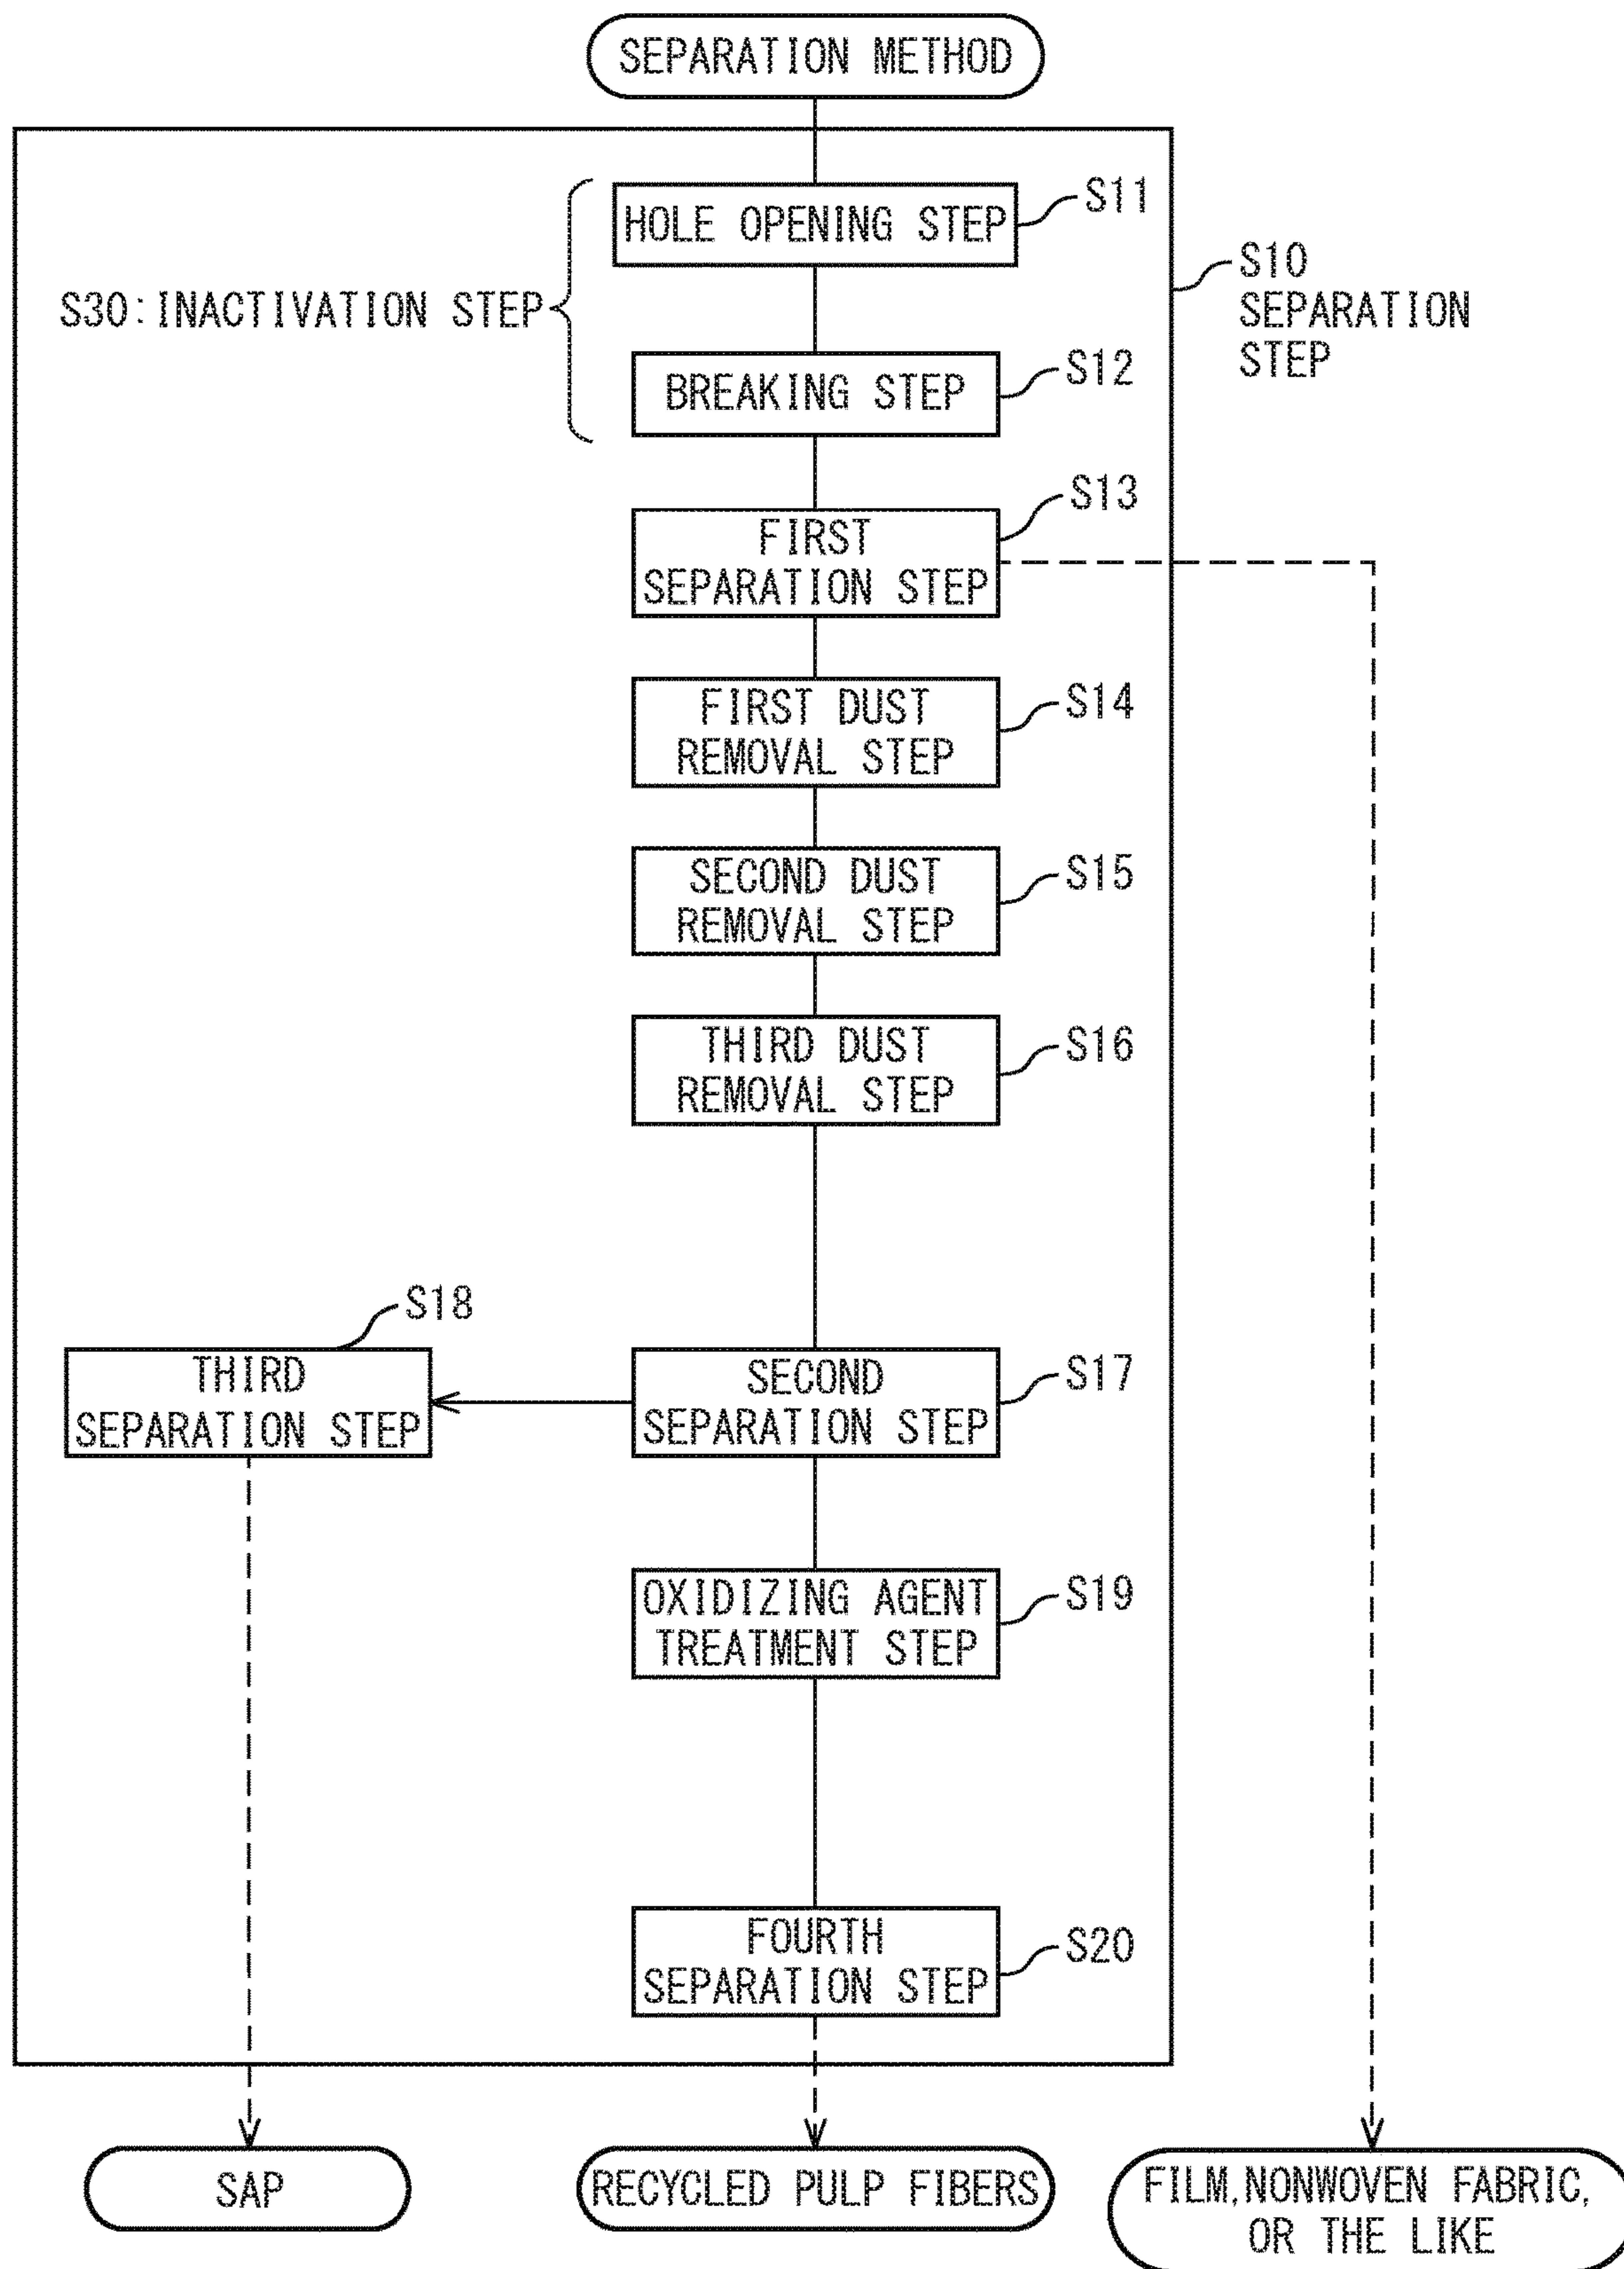 SEPARATION METHOD
S11
HOLE OPENING STEP
S10
SEPARATION
STEP
S30:INACTIVATION STEP
S12
BREAKING STEP
S13
FIRST
SEPARATION STEP
S14
FIRST DUST
REMOVAL STEP
S15
SECOND DUST
REMOVAL STEP
S16
THIRD DUST
REMOVAL STEP
S18
THIRD
SEPARATION STEP
S17
SECOND
SEPARATION STEP
S19
OXIDIZING AGENT
TREATMENT STEP
S20
FOURTH
SEPARATION STEP
SAP
RECYCLED PULP FIBERS
FILM,NONWOVEN FABRIC,
OR THE LIKE